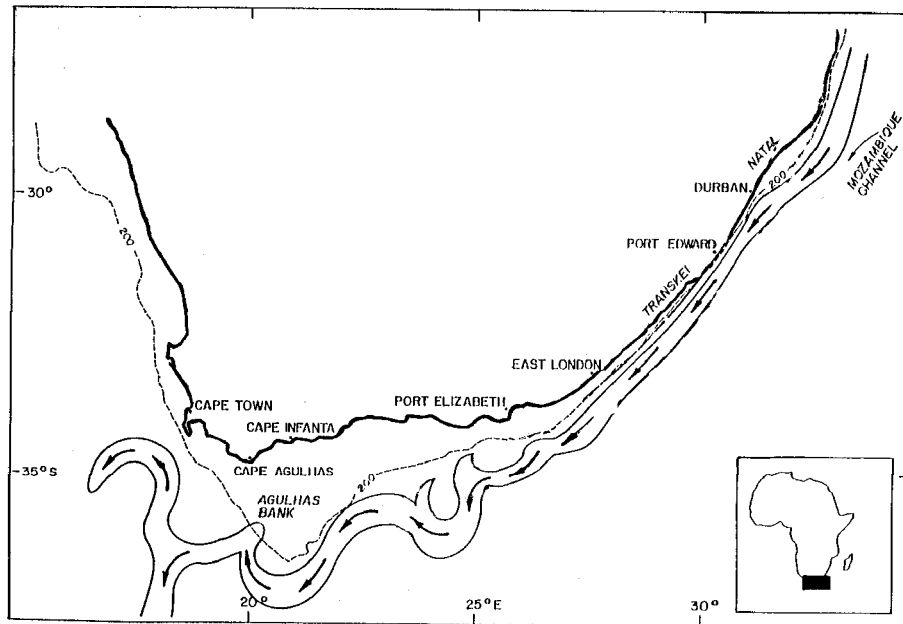 NATAL
MOZAMBIQUE
CHANNEL
30°
200
DURBAN
200
PORT EDWARD
TRANSKEI
EAST LONDON
PORT ELIZABETH
CAPE TOWN
CAPE INFANTA
CAPE AGULHAS
35°S
200
AGULHAS
BANK
20°
25°E
30°